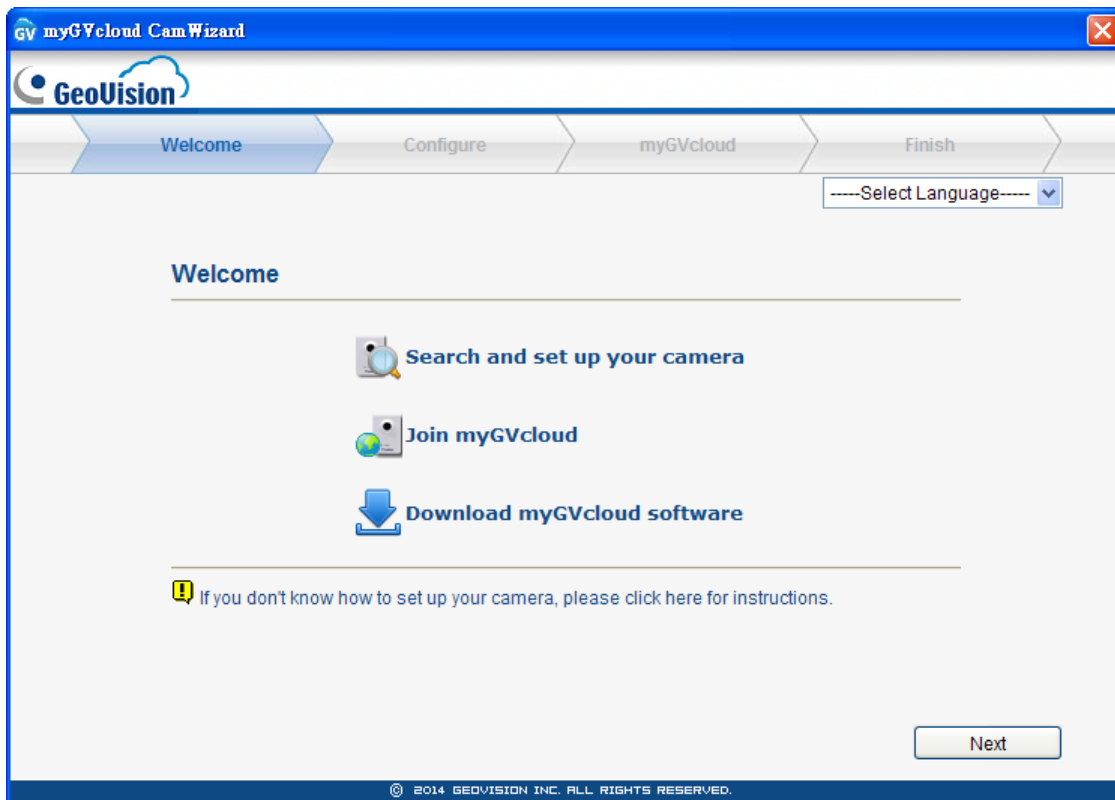 GV myGVcloud CamWizard
GeoVision
Welcome
Configure
myGVcloud
Finish
-----Select Language-----
Welcome
Search and set up your camera
Join myGVcloud
Download myGVcloud software
If you don't know how to set up your camera, please click here for instructions.
Next
© 2014 GEOVISION INC. ALL RIGHTS RESERVED.